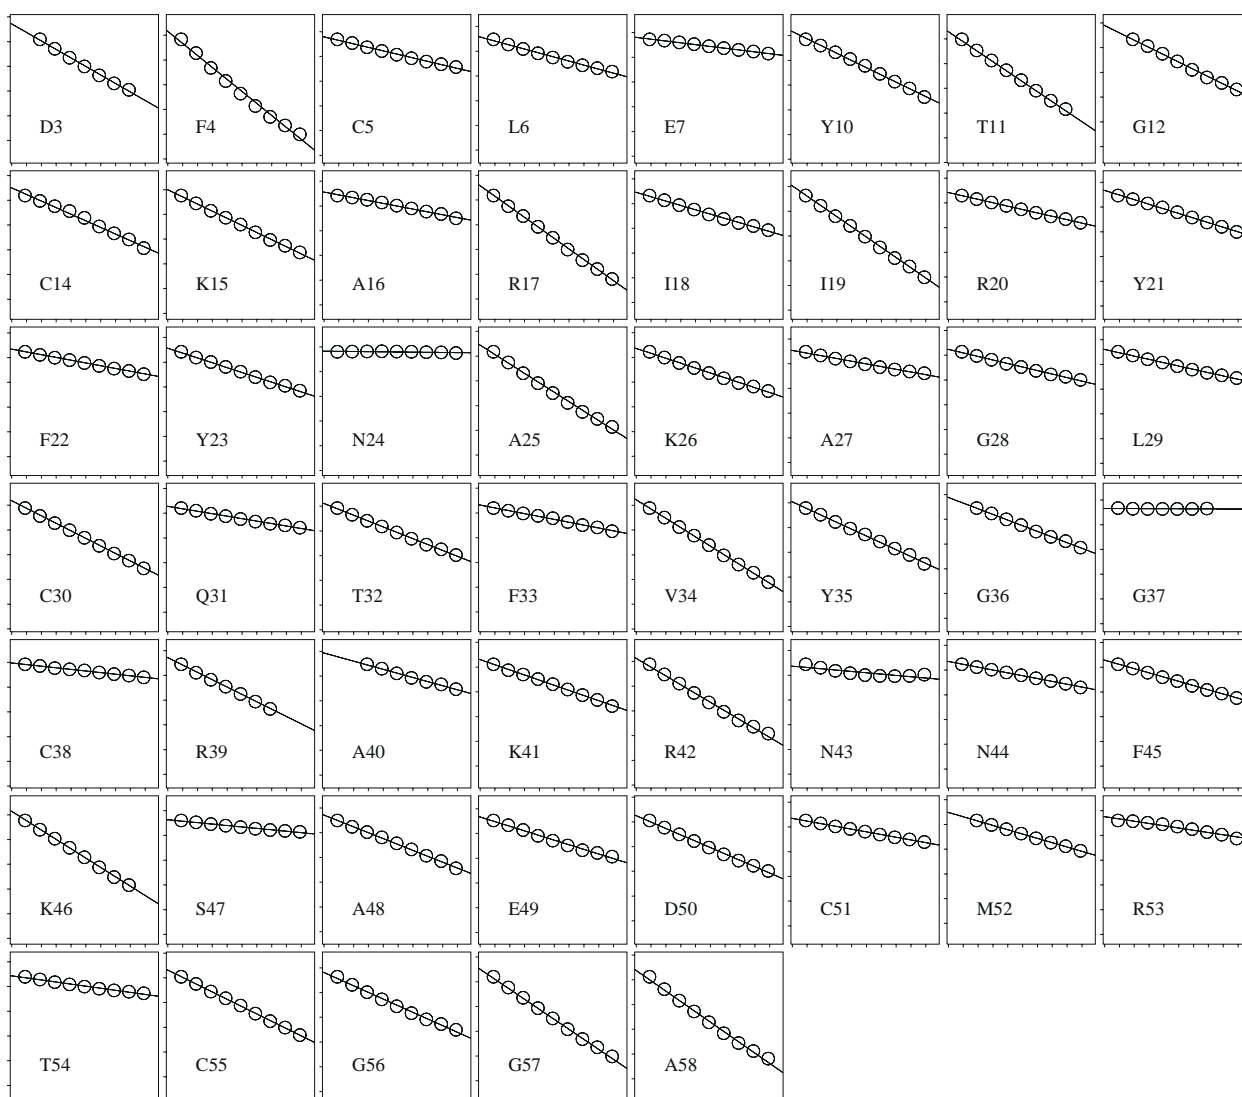 D3 F4 C5 L6 E7 Y10 T11 G12
C14 K15 A16 R17 I18 I19 R20 Y21
F22 Y23 N24 A25 K26 A27 G28 L29
C30 Q31 T32 F33 V34 Y35 G36 G37
C38 R39 A40 K41 R42 N43 N44 F45
K46 S47 A48 E49 D50 C51 M52 R53
T54 C55 G56 G57 A58